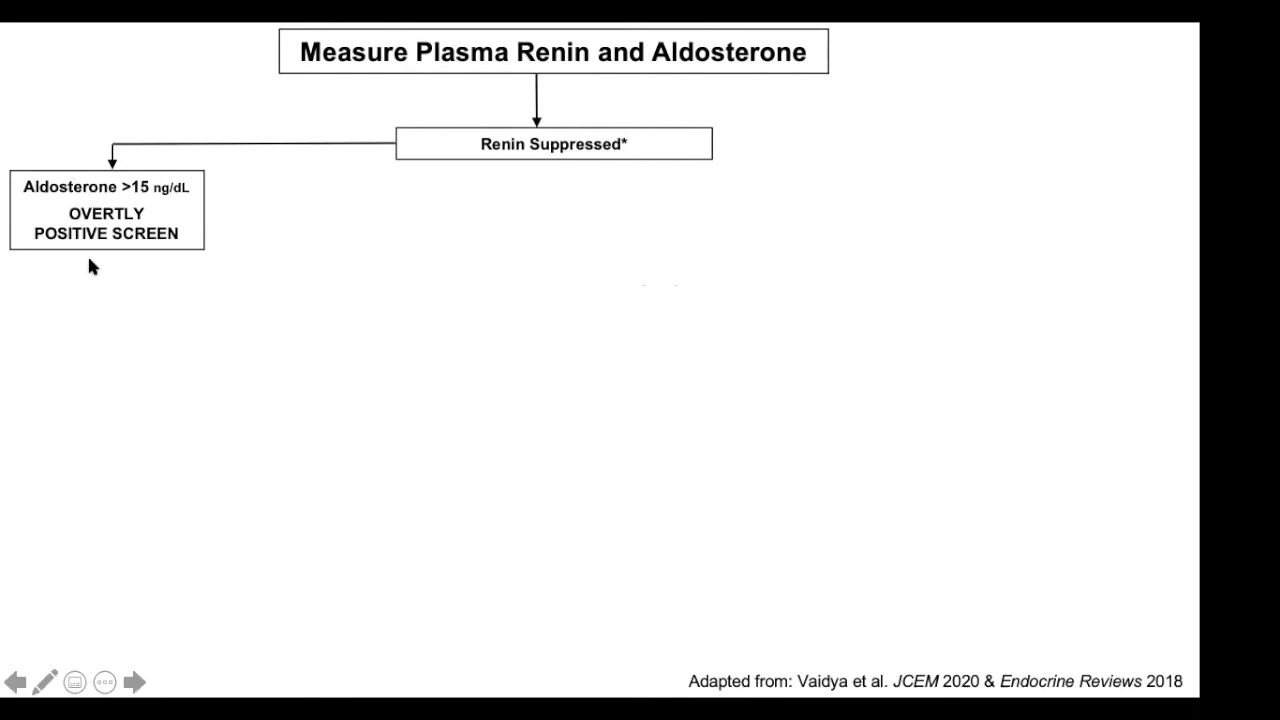 Measure Plasma Renin and Aldosterone
Renin Suppressed*
Aldosterone >15 ng/dL
OVERTLY
POSITIVE SCREEN
Adapted from: Vaidya et al. JCEM 2020 & Endocrine Reviews 2018